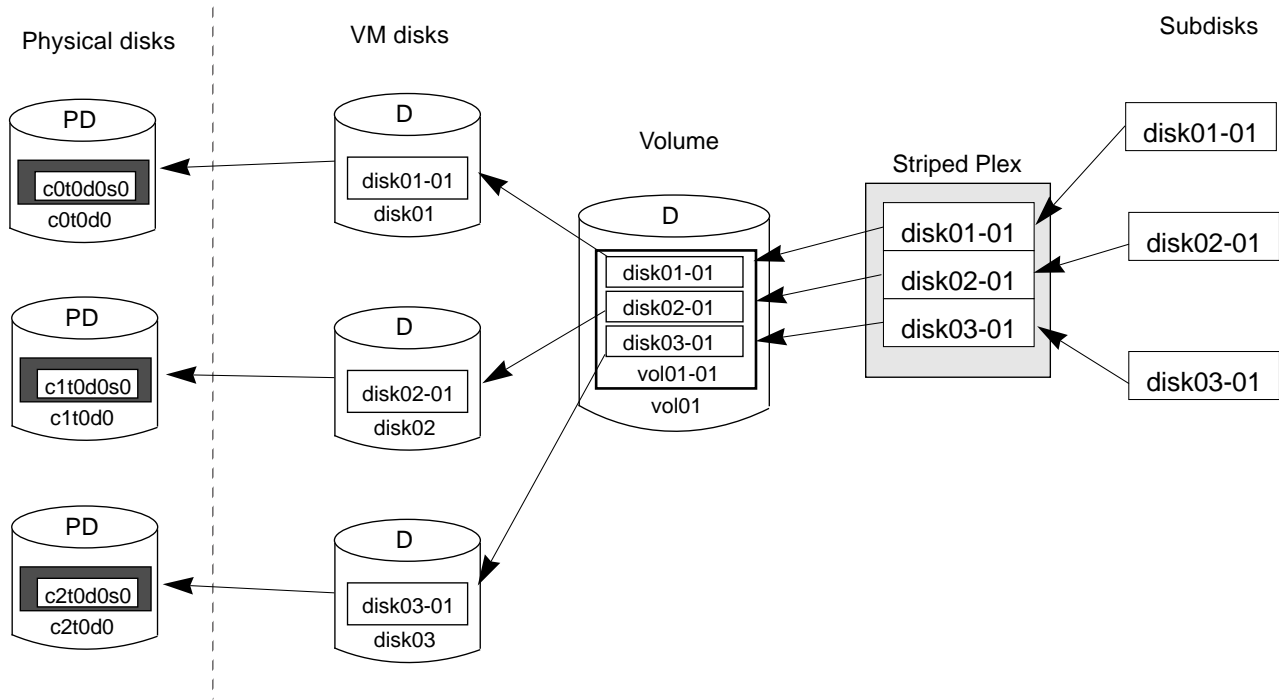 Physical disks
VM disks
Subdisks
PD
c0t0d0s0
c0t0d0
PD
c1t0d0s0
c1t0d0
PD
c2t0d0s0
c2t0d0
D
disk01-01
disk01
D
disk02-01
disk02
D
disk03-01
disk03
Volume
D
disk01-01
disk02-01
disk03-01
vol01-01
vol01
Striped Plex
disk01-01
disk02-01
disk03-01
disk01-01
disk02-01
disk03-01